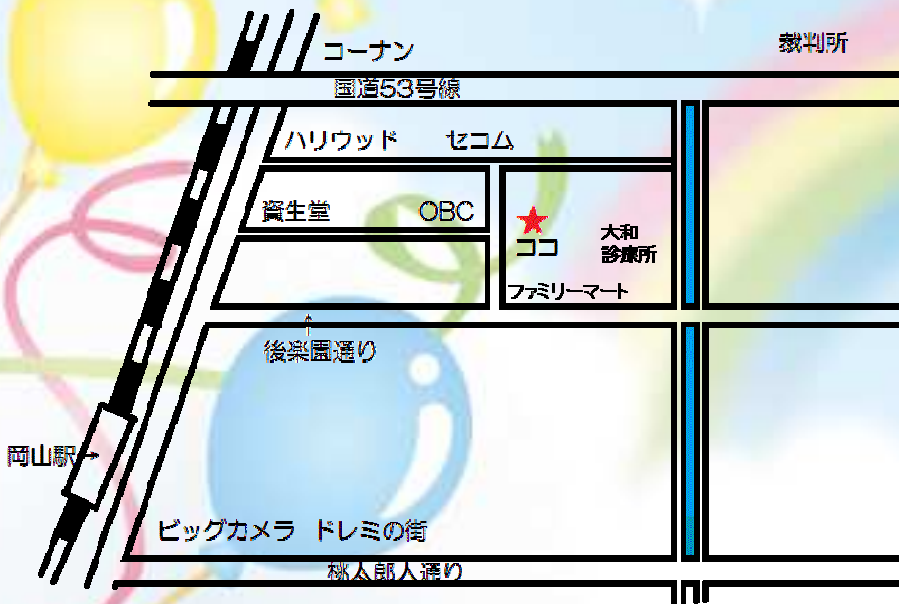 コーナン
裁判所
国道53号線
ハリウッド セコム
資生堂 OBC
ココ
大和
診療所
ファミリーマート
↑
後楽園通り
岡山駅→
ビッグカメラ ドレミの街
桃太郎人通り